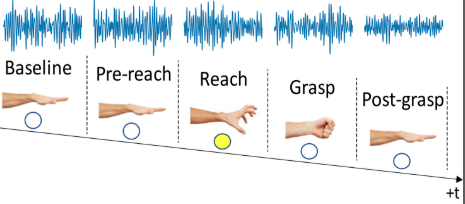 Baseline
Pre-reach
Reach
Grasp
Post-grasp
+t